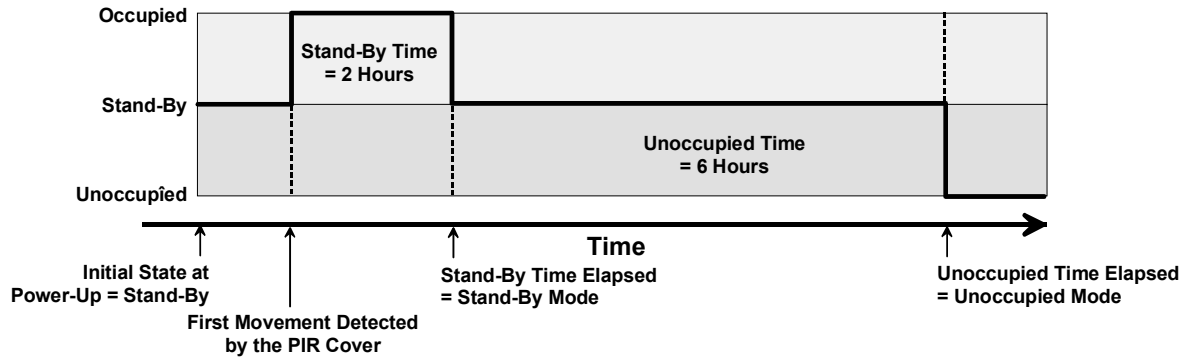 Occupied
Stand-By Time
= 2 Hours
Stand-By
Unoccupied Time
= 6 Hours
Unoccupîed
Time
Initial State at
Power-Up = Stand-By
First Movement Detected
by the PIR Cover
Stand-By Time Elapsed
= Stand-By Mode
Unoccupied Time Elapsed
= Unoccupied Mode